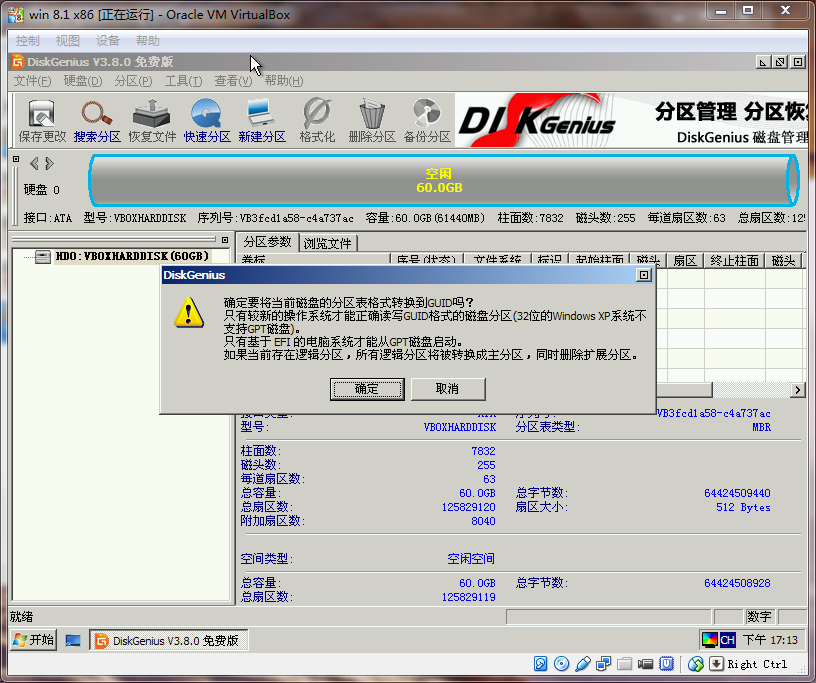 win 8.1 x86 [正在运行] - Oracle VM VirtualBox
控制 视图 设备 帮助
DiskGenius V3.8.0 免费版
文件(F) 硬盘(D) 分区(P) 工具(T) 查看(V) 帮助(H)
保存更改 搜索分区 恢复文件 快速分区 新建分区 格式化 删除分区 备份分区
DISKGenius
分区管理 分区恢
DiskGenius 磁盘管理
空闲
60.0GB
硬盘 0
接口:ATA 型号:VBOXHARDDISK 序列号:VB3fcd1a58-c4a737ac 容量:60.0GB(61440MB) 柱面数:7832 磁头数:255 每道扇区数:63 总扇区数:125
HD0:VBOXHARDDISK(60GB)
分区参数 浏览文件
卷标 序号(状态) 文件系统 标识 起始柱面 磁头 扇区 终止柱面 磁头
DiskGenius
确定要将当前磁盘的分区表格式转换到GUID吗？
只有较新的操作系统才能正确读写GUID格式的磁盘分区(32位的Windows XP系统不
支持GPT磁盘)。
只有基于 EFI 的电脑系统才能从GPT磁盘启动。
如果当前存在逻辑分区，所有逻辑分区将被转换成主分区，同时删除扩展分区。
确定 取消
接口类型: ATA 序列号: VB3fcd1a58-c4a737ac
型号: VBOXHARDDISK 分区表类型: MBR
柱面数: 7832
磁头数: 255
每道扇区数: 63
总容量: 60.0GB 总字节数: 64424509440
总扇区数: 125829120 扇区大小: 512 Bytes
附加扇区数: 8040
空间类型: 空闲空间
总容量: 60.0GB 总字节数: 64424508928
总扇区数: 125829119
就绪
数字
开始 DiskGenius V3.8.0 免费版 CH 下午 17:13
Right Ctrl